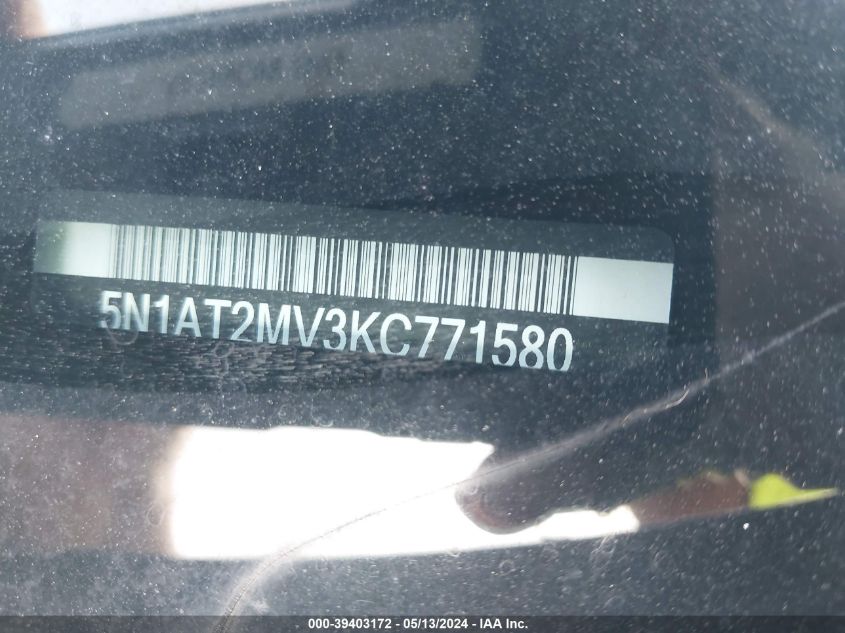 5N1AT2MV3KC771580
000-39403172 - 05/13/2024 - IAA Inc.